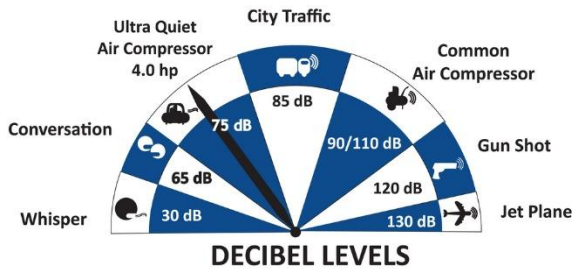 City Traffic
Ultra Quiet
Air Compressor
4.0 hp
Common
Air Compressor
Conversation
Gun Shot
Whisper
Jet Plane
85 dB
75 dB
90/110 dB
65 dB
120 dB
30 dB
130 dB
DECIBEL LEVELS